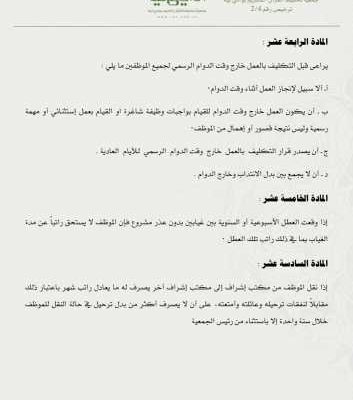 ترخيص رقم 2/4
المادة الرابعة عشر :
يراعى قبل التكليف بالعمل خارج وقت الدوام الرسمي لجميع الموظفين ما يلي :
أ. ألا سبيل لإنجاز العمل أثناء وقت الدوام.
ب . أن يكون العمل خارج وقت الدوام للقيام بواجبات وظيفة شاغرة او القيام بعمل إستثنائي أو مهمة
رسمية وليس نتيجة قصور أو إهمال من الموظف.
ج- أن يصدر قرار التكليف بالعمل خارج وقت الدوام الرسمي للأيام العادية .
د . ان لا يجمع بين بدل الانتداب وخارج الدوام .
المادة الخامسة عشر :
إذا وقعت العطل الأسبوعية أو السنوية بين غيابين بدون عذر مشروع فإن الموظف لا يستحق راتباً عن مدة
الغياب بما في ذلك راتب تلك العطل :
المادة السادسة عشر :
إذا نقل الموظف من مكتب إشراف إلى مكتب إشراف آخر يصرف له ما يعادل راتب شهر باعتبار ذلك
مقابلاً لنفقات ترحيله وعائلته وأمتعته، على أن لا يصرف أكثر من بدل ترحيل في حالة النقل للموظف
خلال سنة واحدة إلا باستثناء من رئيس الجمعية